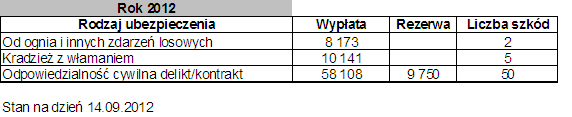 Rok 2012
Rodzaj ubezpieczenia Wypłata Rezerwa Liczba szkód
Od ognia i innych zdarzeń losowych 8 173 2
Kradzież z włamaniem 10 141 5
Odpowiedzialność cywilna delikt/kontrakt 58 108 9 750 50
Stan na dzień 14.09.2012